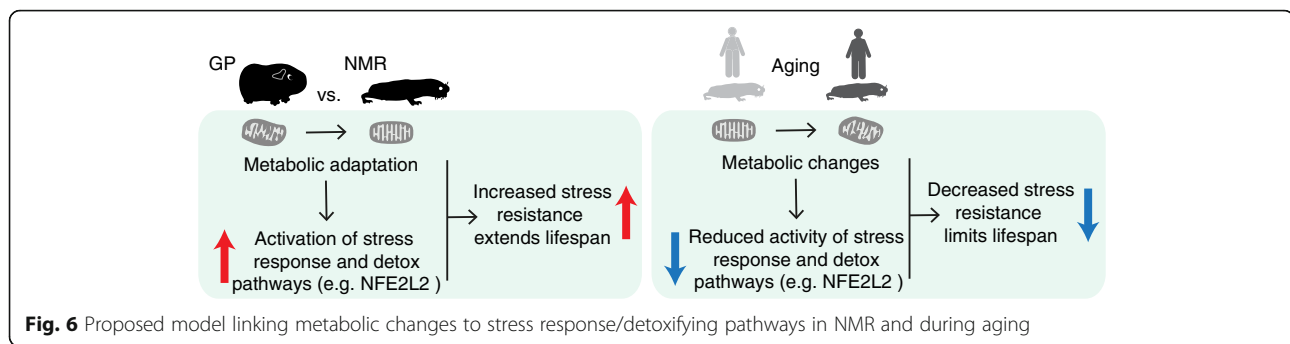 GP
NMR
vs.
Metabolic adaptation
Activation of stress
response and detox
pathways (e.g. NFE2L2 )
Increased stress
resistance
extends lifespan
Aging
Metabolic changes
Reduced activity of stress
response and detox
pathways (e.g. NFE2L2 )
Decreased stress
resistance
limits lifespan
Fig. 6 Proposed model linking metabolic changes to stress response/detoxifying pathways in NMR and during aging